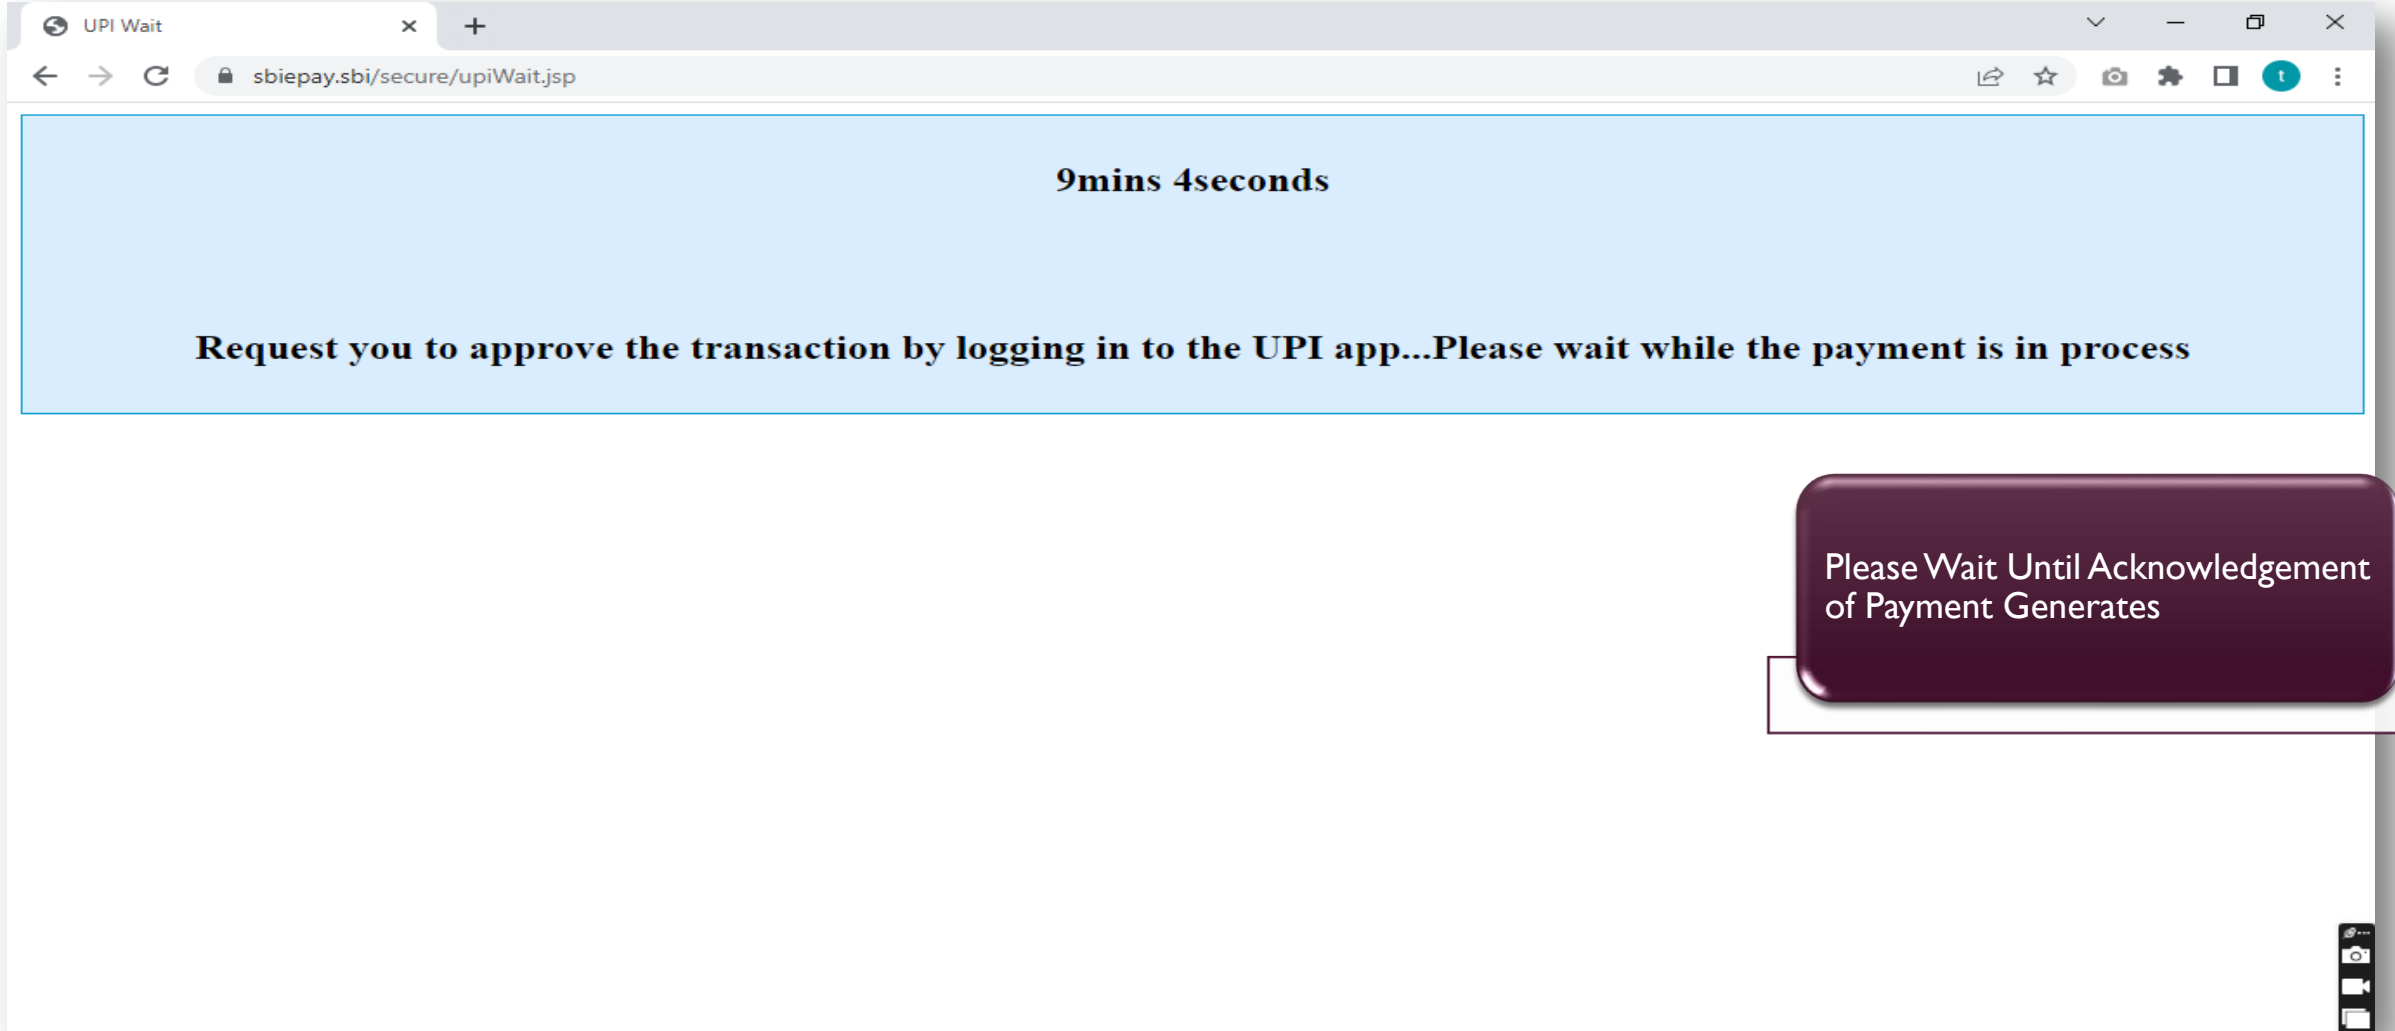 UPI Wait
sbiepay.sbi/secure/upiWait.jsp
t
9mins 4seconds
Request you to approve the transaction by logging in to the UPI app...Please wait while the payment is in process
Please Wait Until Acknowledgement
of Payment Generates